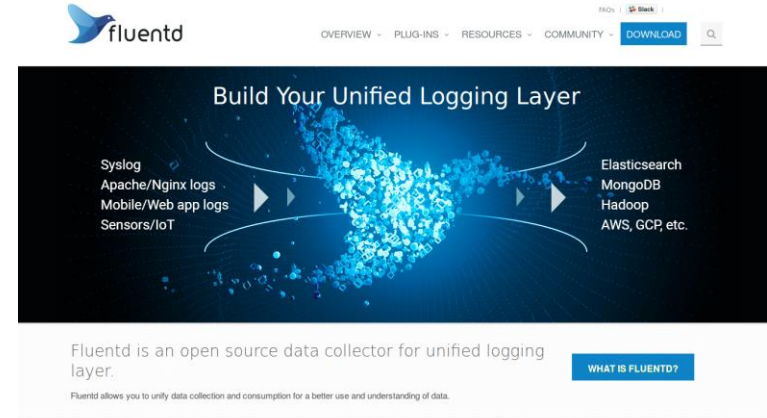 FAQs | Slack |
fluentd
OVERVIEW PLUG-INS RESOURCES COMMUNITY DOWNLOAD
Build Your Unified Logging Layer
Syslog
Apache/Nginx logs
Mobile/Web app logs
Sensors/IoT
Elasticsearch
MongoDB
Hadoop
AWS, GCP, etc.
Fluentd is an open source data collector for unified logging
layer.
WHAT IS FLUENTD?
Fluentd allows you to unify data collection and consumption for a better use and understanding of data.